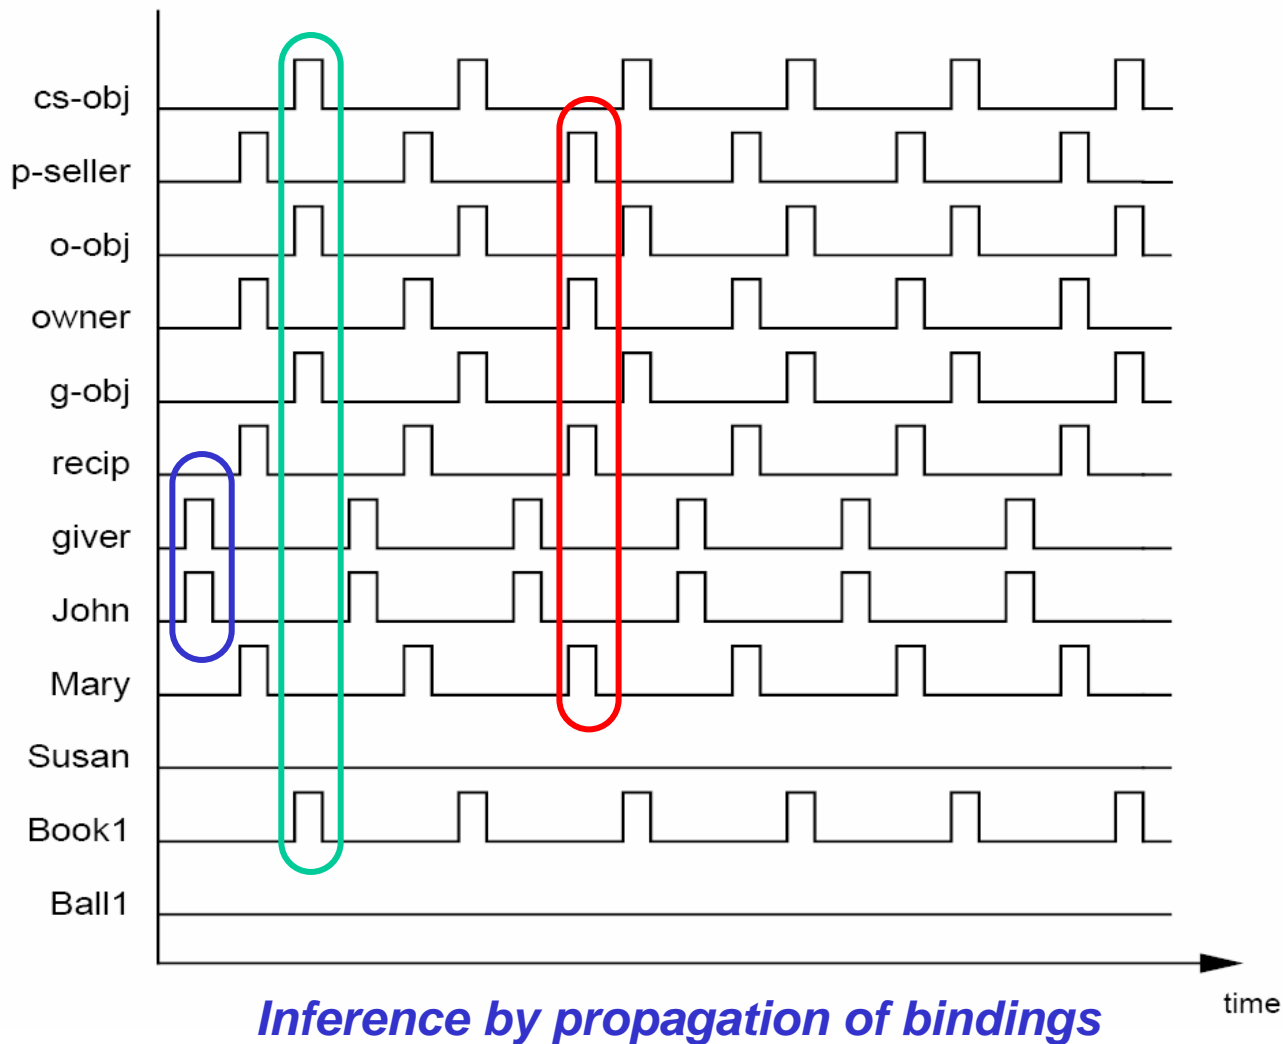 cs-obj
p-seller
o-obj
owner
g-obj
recip
giver
John
Mary
Susan
Book1
Ball1
time
Inference by propagation of bindings